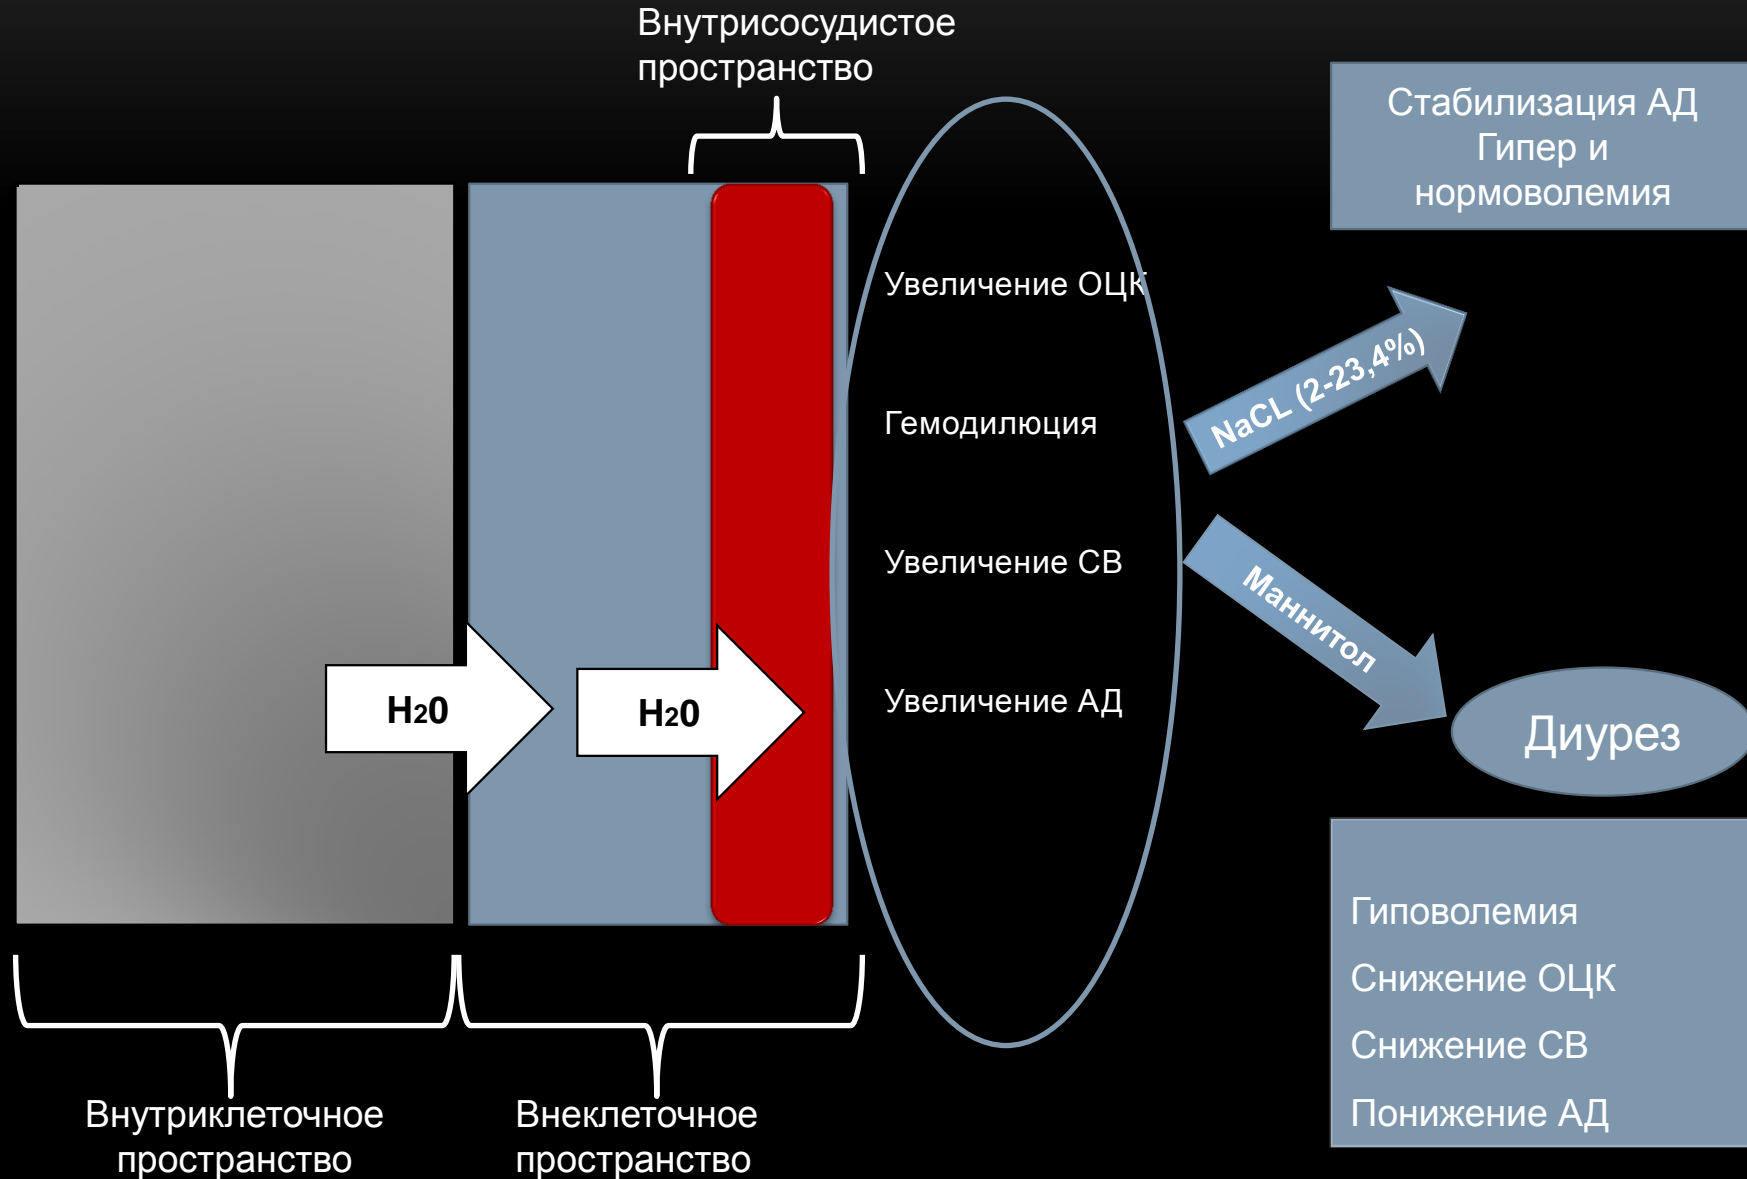 Внутрисосудистое
пространство
Стабилизация АД
Гипер и
нормоволемия
Увеличение ОЦК
Гемодилюция
Увеличение СВ
Увеличение АД
NaCL (2-23,4%)
Маннитол
H20
H20
Диурез
Гиповолемия
Снижение ОЦК
Снижение СВ
Понижение АД
Внутриклеточное
пространство
Внеклеточное
пространство